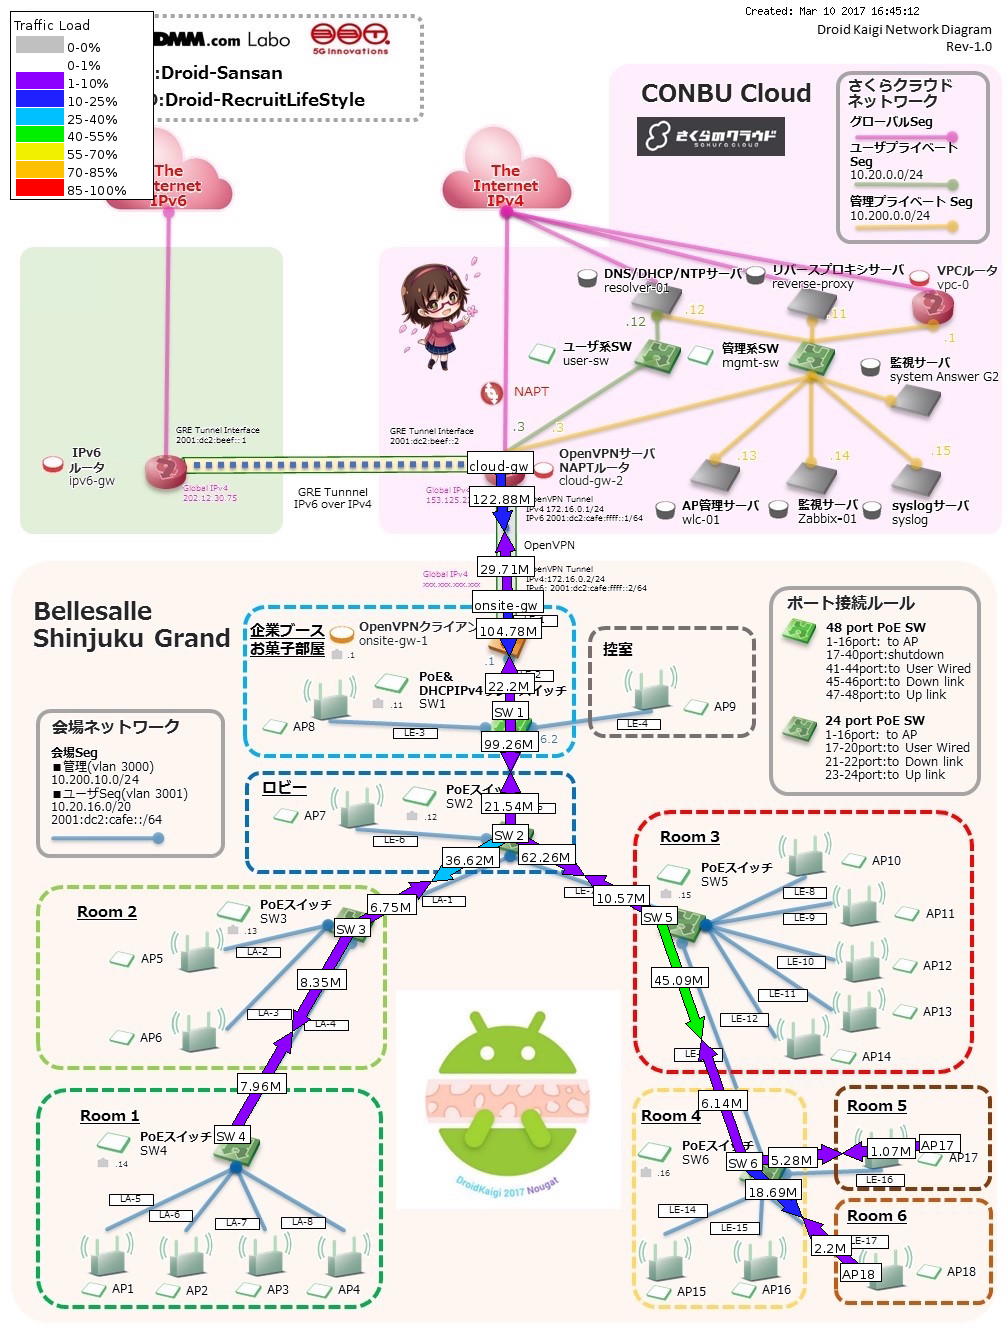 Created: Mar 10 2017 16:45:12
Droid Kaigi Network Diagram
Rev-1.0
Traffic Load
0-0%
0-1%
1-10%
10-25%
25-40%
40-55%
55-70%
70-85%
85-100%
DMM.com Labo
5G innovations
:Droid-Sansan
:Droid-RecruitLifeStyle
CONBU Cloud
さくらのクラウド
SAKURA CLOUD
さくらクラウド
ネットワーク
グローバルSeg
ユーザプライベート
Seg
10.20.0.0/24
管理プライベート Seg
10.200.0.0/24
The
Internet
IPv6
The
Internet
IPv4
DNS/DHCP/NTPサーバ
resolver-01
リバースプロキシサーバ
reverse-proxy
VPCルータ
vpc-0
.12
.12
.11
.1
ユーザ系SW
user-sw
管理系SW
mgmt-sw
監視サーバ
system Answer G2
NAPT
.3
.3
.13
.14
.15
AP管理サーバ
wlc-01
監視サーバ
Zabbix-01
syslogサーバ
syslog
IPv6
ルータ
ipv6-gw
GRE Tunnel Interface
2001:dc2:beef::1
Global IPv4
202.12.30.75
GRE Tunnnel
IPv6 over IPv4
GRE Tunnel Interface
2001:dc2:beef::2
cloud-gw
OpenVPNサーバ
NAPTルータ
cloud-gw-2
Global IPv4
153.125.2
122.88M
OpenVPN Tunnel
IPv4 172.16.0.1/24
IPv6 2001:dc2:cafe:ffff::1/64
OpenVPN
29.71M
OpenVPN Tunnel
IPv4:172.16.0.2/24
IPv6: 2001:dc2:cafe:ffff::2/64
Global IPv4
xxx.xxx.xxx.xxx
onsite-gw
Bellesalle
Shinjuku Grand
企業ブース
お菓子部屋
OpenVPNクライアン
onsite-gw-1
.1
104.78M
.1
22.2M
PoE&
DHCPIPv4
スイッチ
SW1
.11
SW1
6.2
99.26M
AP8
LE-3
控室
LE-4
AP9
ポート接続ルール
48 port PoE SW
1-16port: to AP
17-40port:shutdown
41-44port:to User Wired
45-46port:to Down link
47-48port:to Up link
24 port PoE SW
1-16port: to AP
17-20port:to User Wired
21-22port:to Down link
23-24port:to Up link
会場ネットワーク
会場Seg
■管理(vlan 3000)
10.200.10.0/24
■ユーザSeg(vlan 3001)
10.20.16.0/20
2001:dc2:cafe::/64
ロビー
AP7
PoEスイッ
SW2
.12
LE-6
21.54M
SW2
36.62M
62.26M
6.75M
LA-1
10.57M
Room 2
PoEスイッチ
SW3
.13
SW3
AP5
LA-2
8.35M
LA-3
LA-4
AP6
7.96M
Room 1
PoEスイッチ
SW4
.14
SW4
LA-5
LA-6
LA-7
LA-8
AP1
AP2
AP3
AP4
DroidKaigi 2017 Nougat
Room 3
PoEスイッチ
SW5
.15
SW5
LE-8
LE-9
LE-10
LE-11
LE-12
AP10
AP11
AP12
AP13
AP14
45.09M
6.14M
Room 4
PoEスイッチ
SW6
.16
SW6
5.28M
18.69M
LE-14
LE-15
AP15
AP16
Room 5
1.07M
AP17
AP17
LE-16
Room 6
LE-17
2.2M
AP18
AP18